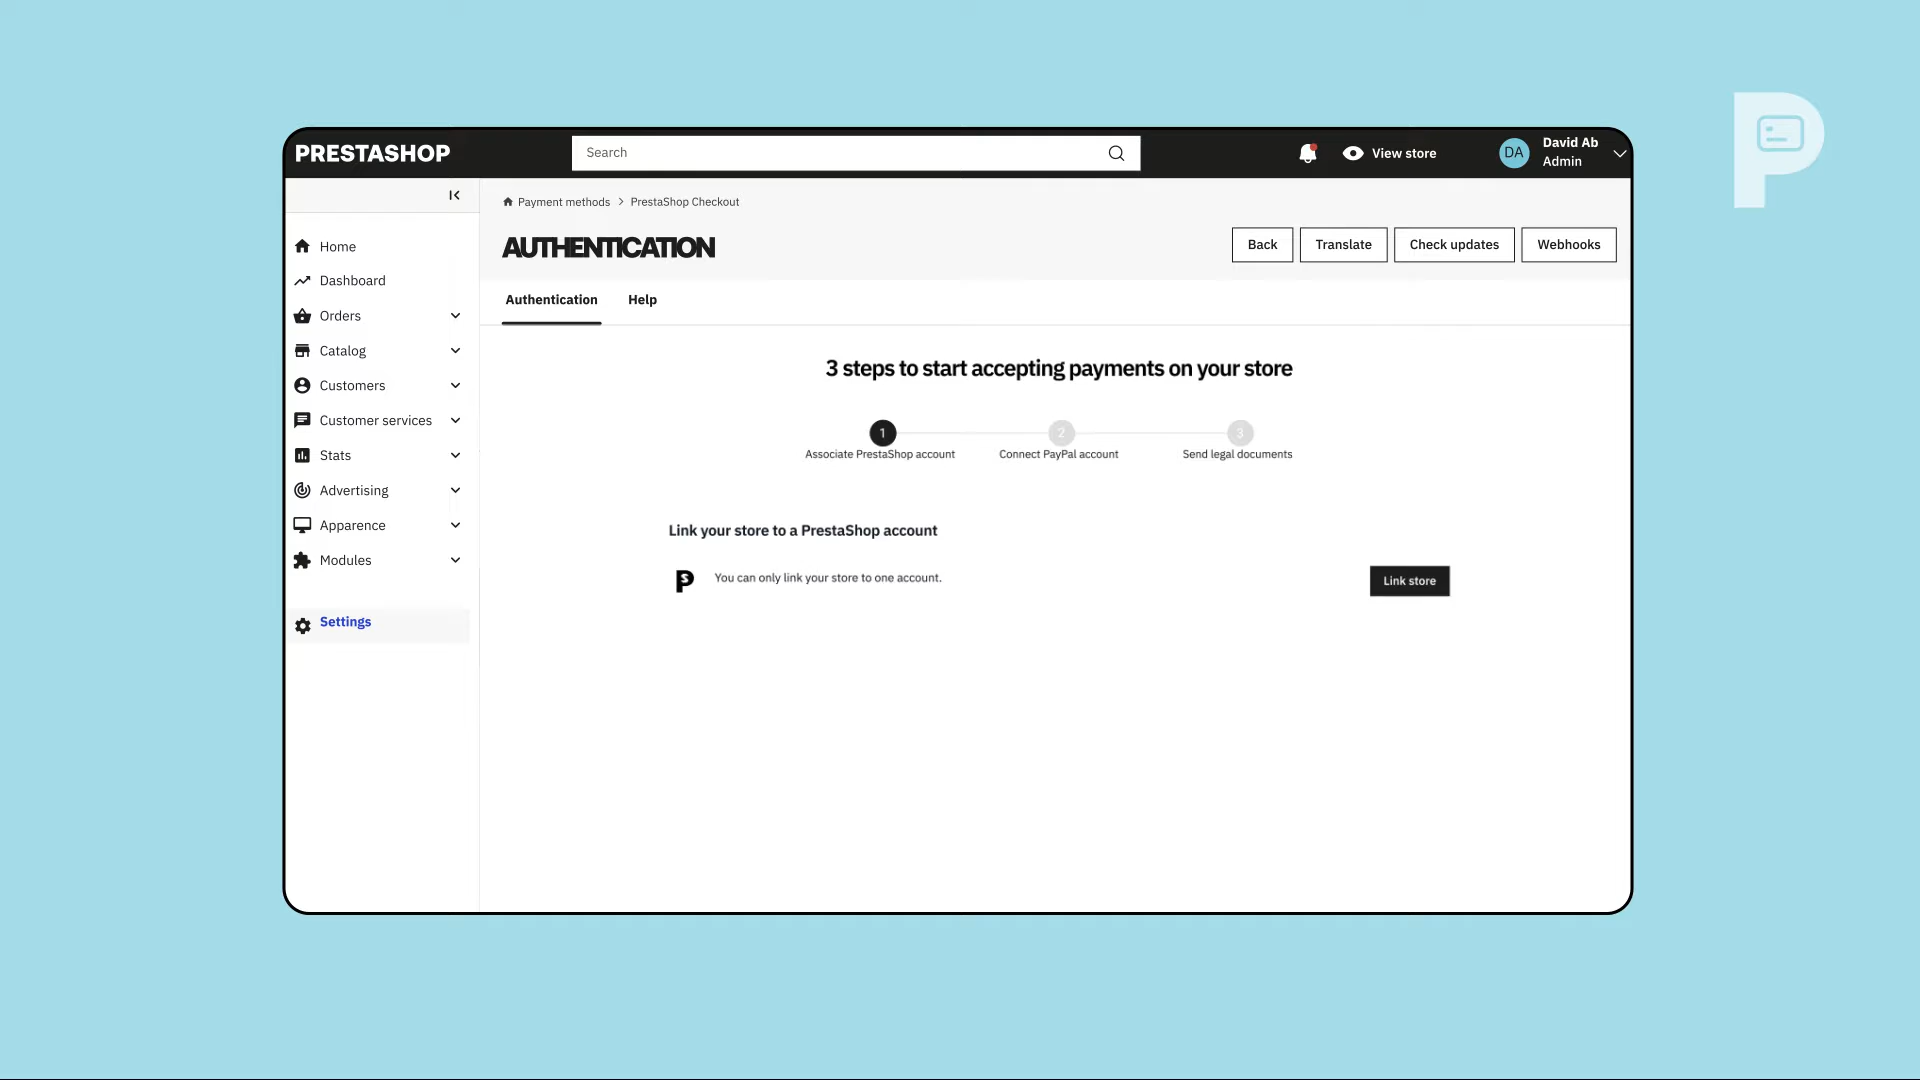 PRESTASHOP
Search
View store
DA
David Ab
Admin
Payment methods > PrestaShop Checkout
AUTHENTICATION
Back
Translate
Check updates
Webhooks
Home
Dashboard
Orders
Catalog
Customers
Customer services
Stats
Advertising
Apparence
Modules
Settings
Authentication
Help
3 steps to start accepting payments on your store
1
2
3
Associate PrestaShop account
Connect PayPal account
Send legal documents
Link your store to a PrestaShop account
You can only link your store to one account.
Link store
P